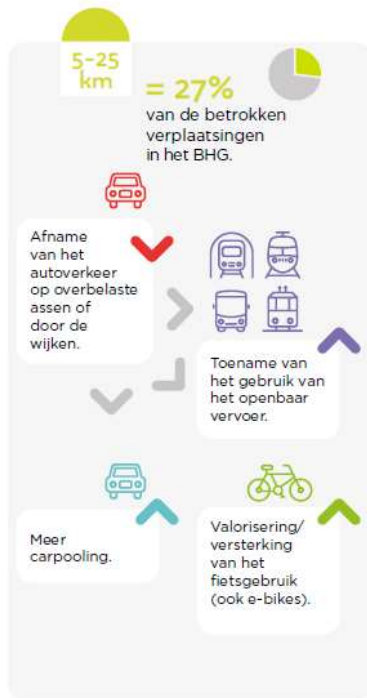 5-25
km
= 27%
van de betrokken
verplaatsingen
in het BHG.
Afname
van het
autoverkeer
op overbelaste
assen of
door de
wijken.
Toename van
het gebruik van
het openbaar
vervoer.
Meer
carpooling.
Valorisering/
versterking
van het
fietsgebruik
(ook e-bikes).